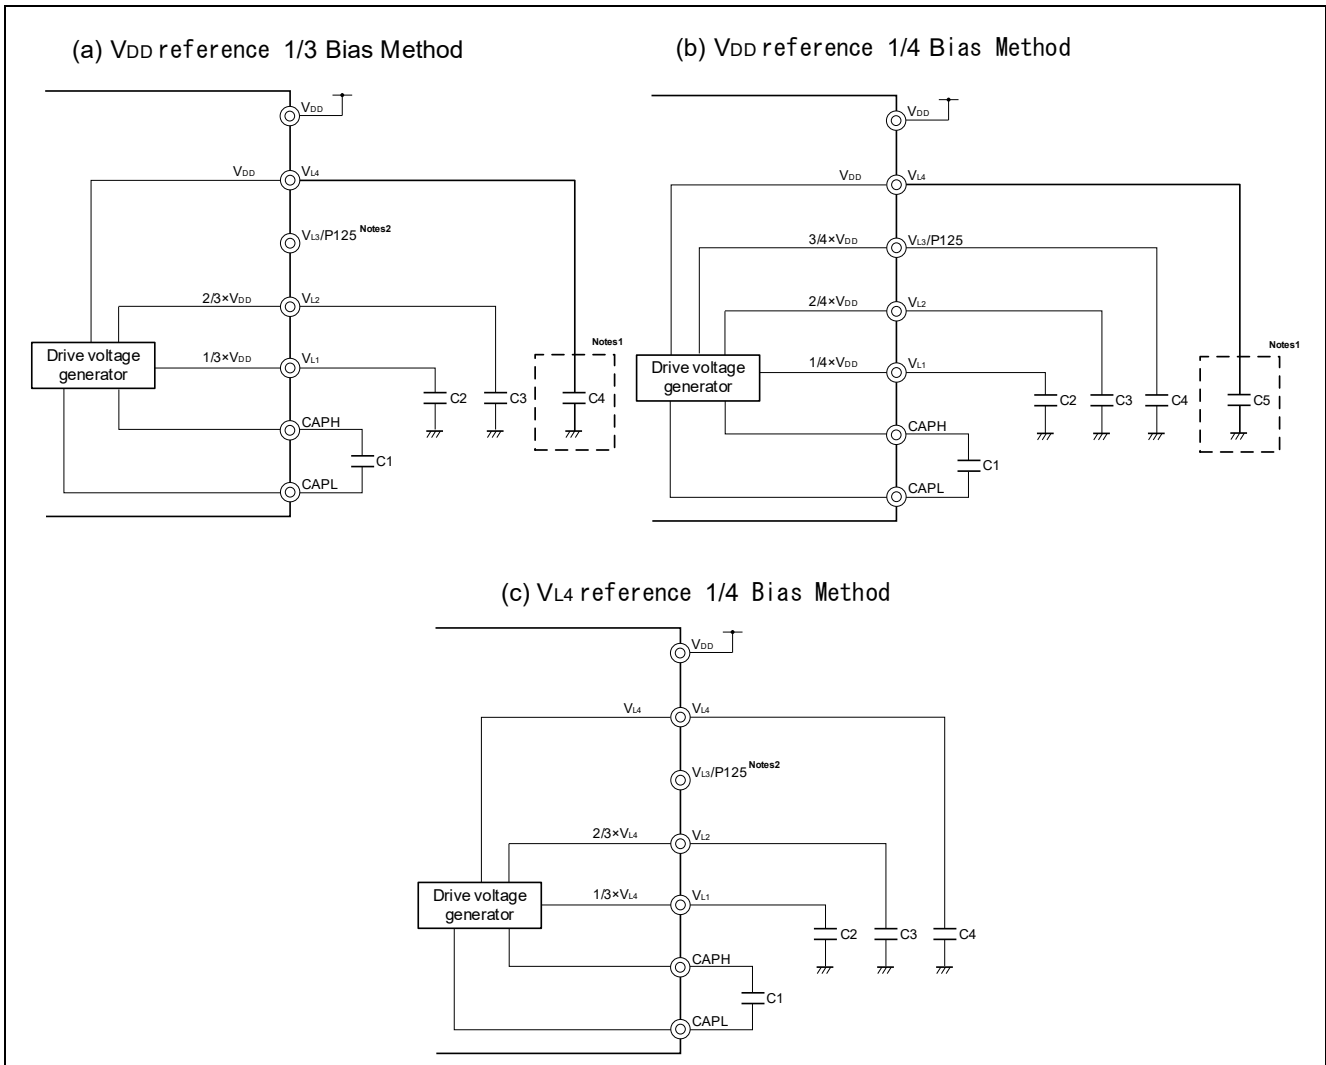 (a) VDD reference 1/3 Bias Method
VDD
VDD
VL4
VL3/P125 Notes2
2/3×VDD
VL2
Notes1
Drive voltage
generator
1/3×VDD
VL1
C2
C3
C4
CAPH
C1
CAPL
(b) VDD reference 1/4 Bias Method
VDD
VDD
VL4
3/4×VDD
VL3/P125
2/4×VDD
VL2
Notes1
Drive voltage
generator
1/4×VDD
VL1
C2
C3
C4
C5
CAPH
C1
CAPL
(c) VL4 reference 1/4 Bias Method
VDD
VL4
VL4
VL3/P125 Notes2
2/3×VL4
VL2
Drive voltage
generator
1/3×VL4
VL1
C2
C3
C4
CAPH
C1
CAPL